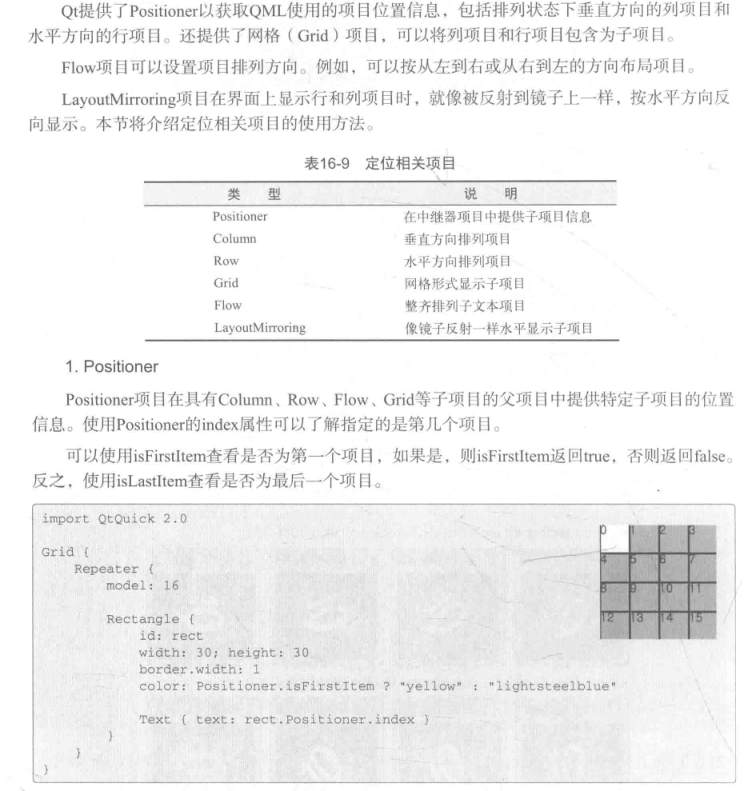 Qt提供了Positioner以获取QML使用的项目位置信息，包括排列状态下垂直方向的列项目和
水平方向的行项目。还提供了网格（Grid）项目，可以将列项目和行项目包含为子项目。
Flow项目可以设置项目排列方向。例如，可以按从左到右或从右到左的方向布局项目。
LayoutMirroring项目在界面上显示行和列项目时，就像被反射到镜子上一样，按水平方向反
向显示。本节将介绍定位相关项目的使用方法。
表16-9 定位相关项目
类 型 说 明
Positioner 在中继器项目中提供子项目信息
Column 垂直方向排列项目
Row 水平方向排列项目
Grid 网格形式显示子项目
Flow 整齐排列子文本项目
LayoutMirroring 像镜子反射一样水平显示子项目
1. Positioner
Positioner项目在具有Column、Row、Flow、Grid等子项目的父项目中提供特定子项目的位置
信息。使用Positioner的index属性可以了解指定的是第几个项目。
可以使用isFirstItem查看是否为第一个项目，如果是，则isFirstItem返回true，否则返回false。
反之，使用isLastItem查看是否为最后一个项目。
import QtQuick 2.0
Grid {
Repeater {
model: 16
Rectangle {
id: rect
width: 30; height: 30
border.width: 1
color: Positioner.isFirstItem ? "yellow" : "lightsteelblue"
Text { text: rect.Positioner.index }
}
}
}
0 1 2 3
4 5 6 7
8 9 10 11
12 13 14 15